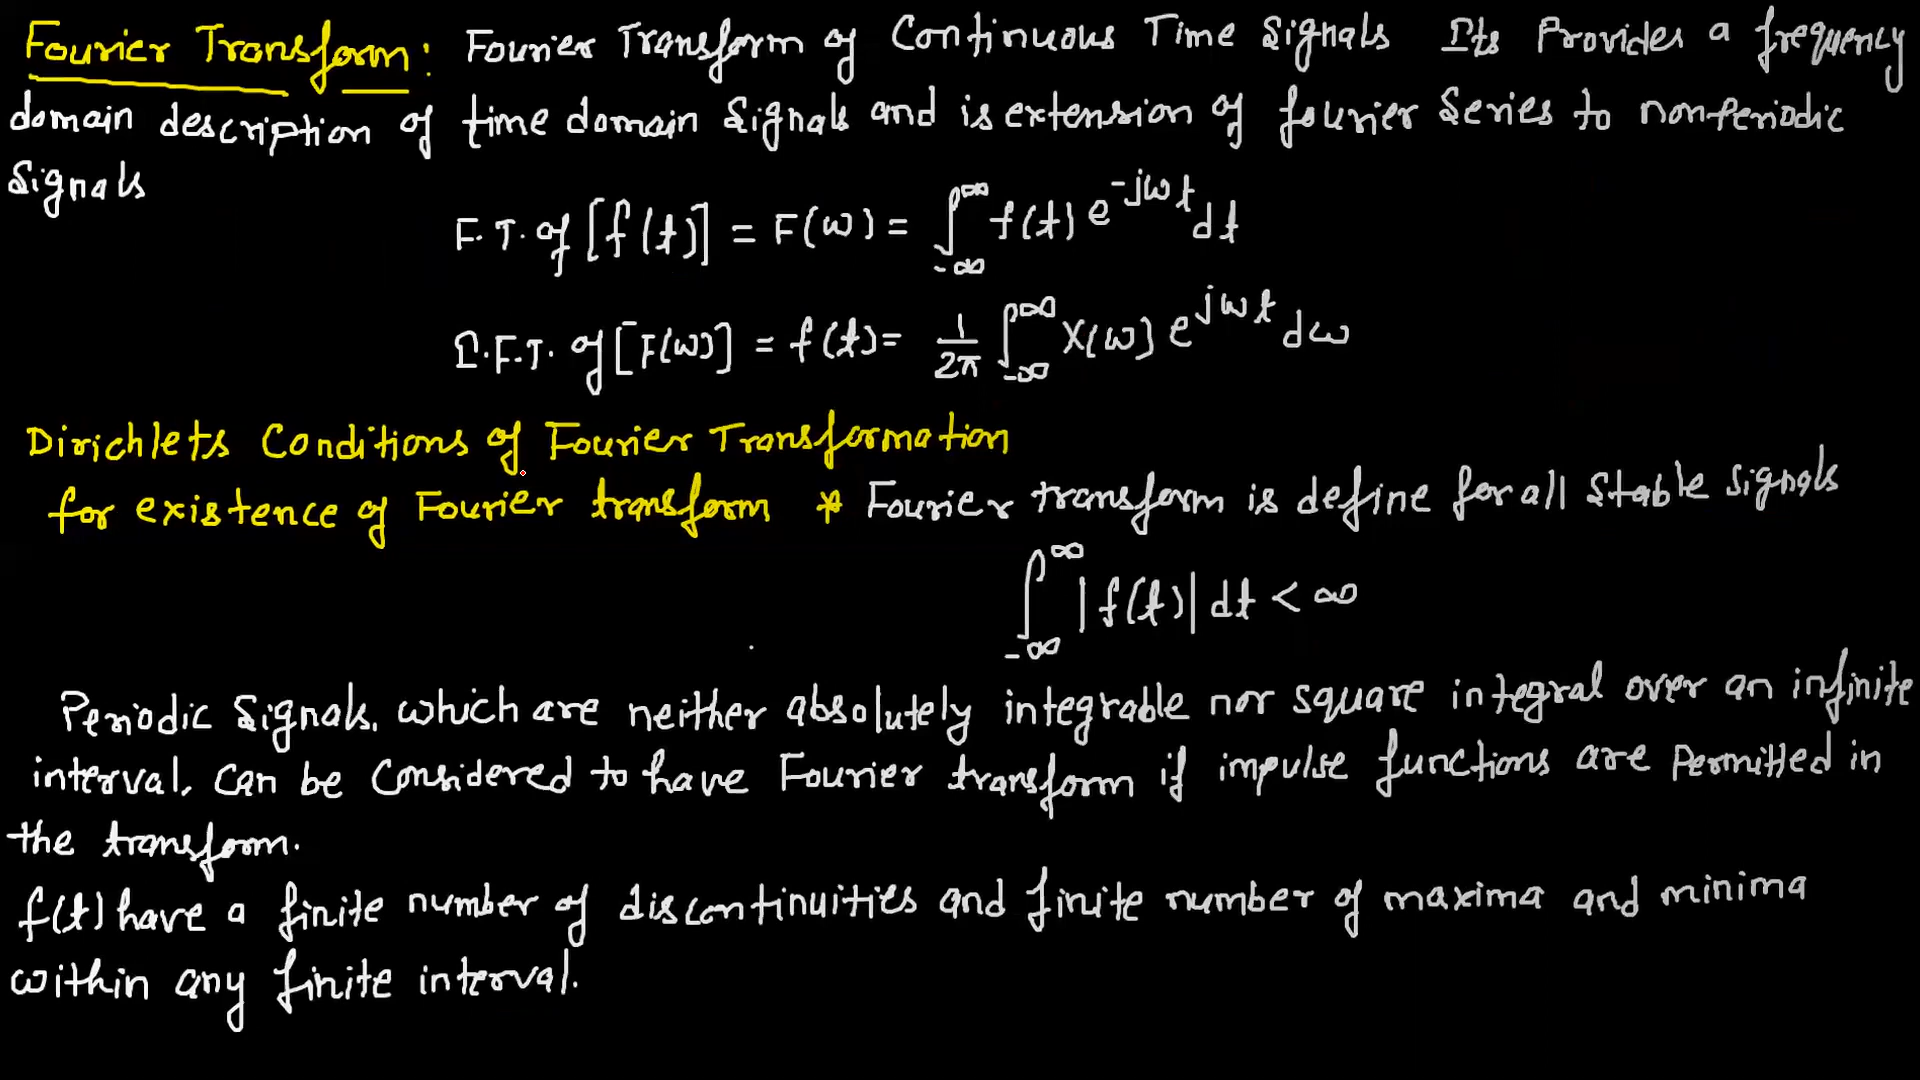 Fourier Transform: Fourier Transform of Continuous Time Signals Its Provides a frequency
domain description of time domain Signals and is extension of fourier Series to nonperiodic
Signals
F.T. of [f(t)] = F(ω) = ∫_{-∞}^{∞} f(t) e^{-jωt} dt
I.F.T. of [F(ω)] = f(t) = 1/2π ∫_{-∞}^{∞} X(ω) e^{jωt} dω
Dirichlets Conditions of Fourier Transformation
for existence of Fourier transform * Fourier transform is define for all Stable Signals
∫_{-∞}^{∞} |f(t)| dt < ∞
Periodic Signals, which are neither absolutely integrable nor square integral over an infinite
interval, Can be Considered to have Fourier transform if impulse functions are permitted in
the transform.
f(t) have a finite number of discontinuities and finite number of maxima and minima
within any finite interval.